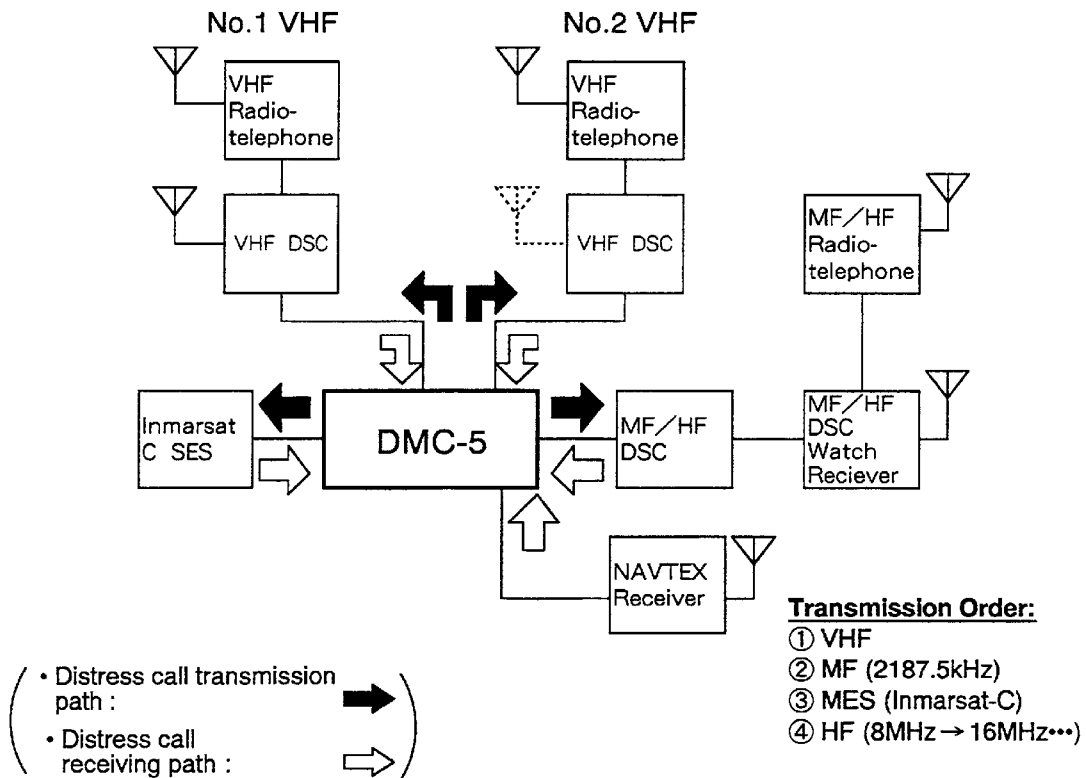 No.1 VHF
No.2 VHF
VHF
Radio-
telephone
VHF
Radio-
telephone
VHF DSC
VHF DSC
MF/HF
Radio-
telephone
Inmarsat
C SES
DMC-5
MF/HF
DSC
MF/HF
DSC
Watch
Reciever
NAVTEX
Receiver
Transmission Order:
① VHF
② MF (2187.5kHz)
③ MES (Inmarsat-C)
④ HF (8MHz → 16MHz···)
• Distress call transmission
path :
• Distress call
receiving path :